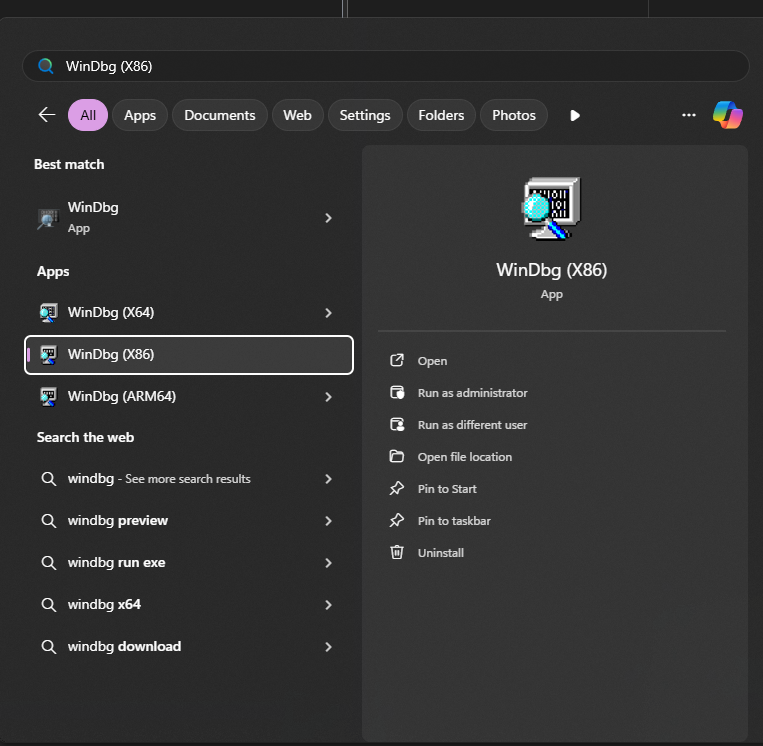 WinDbg (X86)
All Apps Documents Web Settings Folders Photos
Best match
WinDbg
App
Apps
WinDbg (X64)
WinDbg (X86)
WinDbg (ARM64)
Search the web
windbg - See more search results
windbg preview
windbg run exe
windbg x64
windbg download
WinDbg (X86)
App
Open
Run as administrator
Run as different user
Open file location
Pin to Start
Pin to taskbar
Uninstall